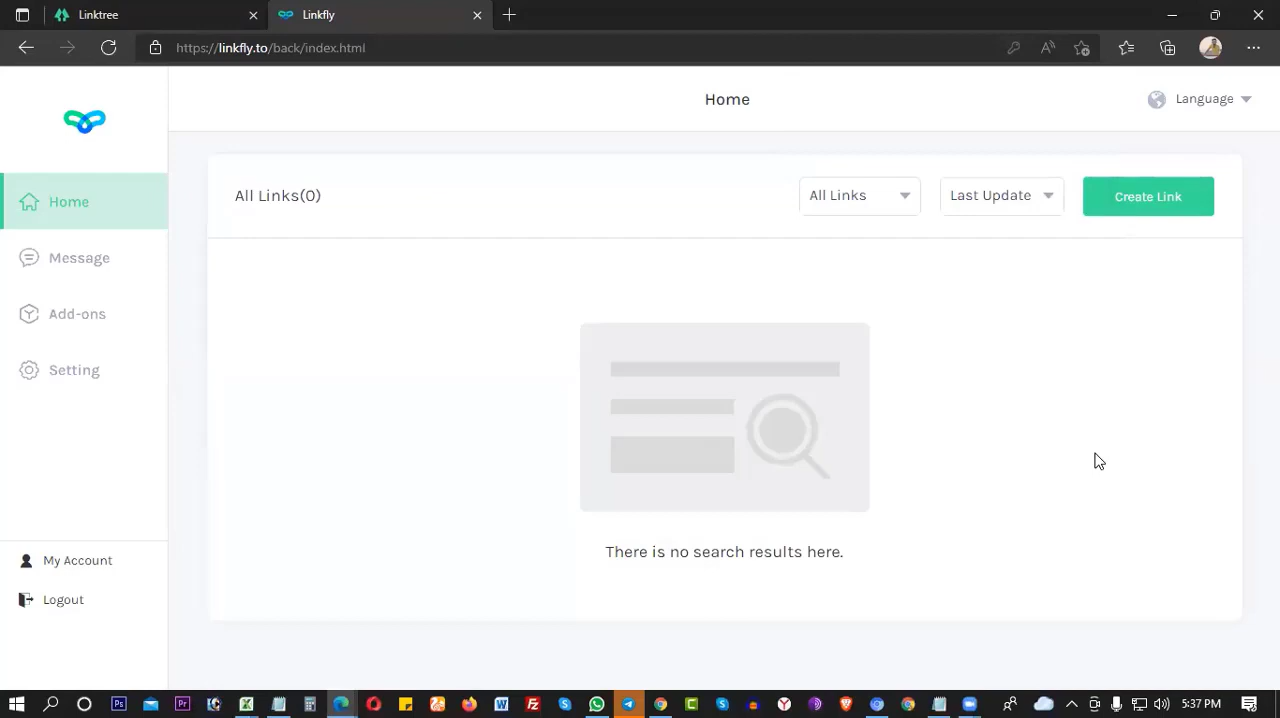 Linktree
Linkfly
https://linkfly.to/back/index.html
Home
Language
Home
Message
Add-ons
Setting
My Account
Logout
All Links(0)
All Links
Last Update
Create Link
There is no search results here.
5:37 PM